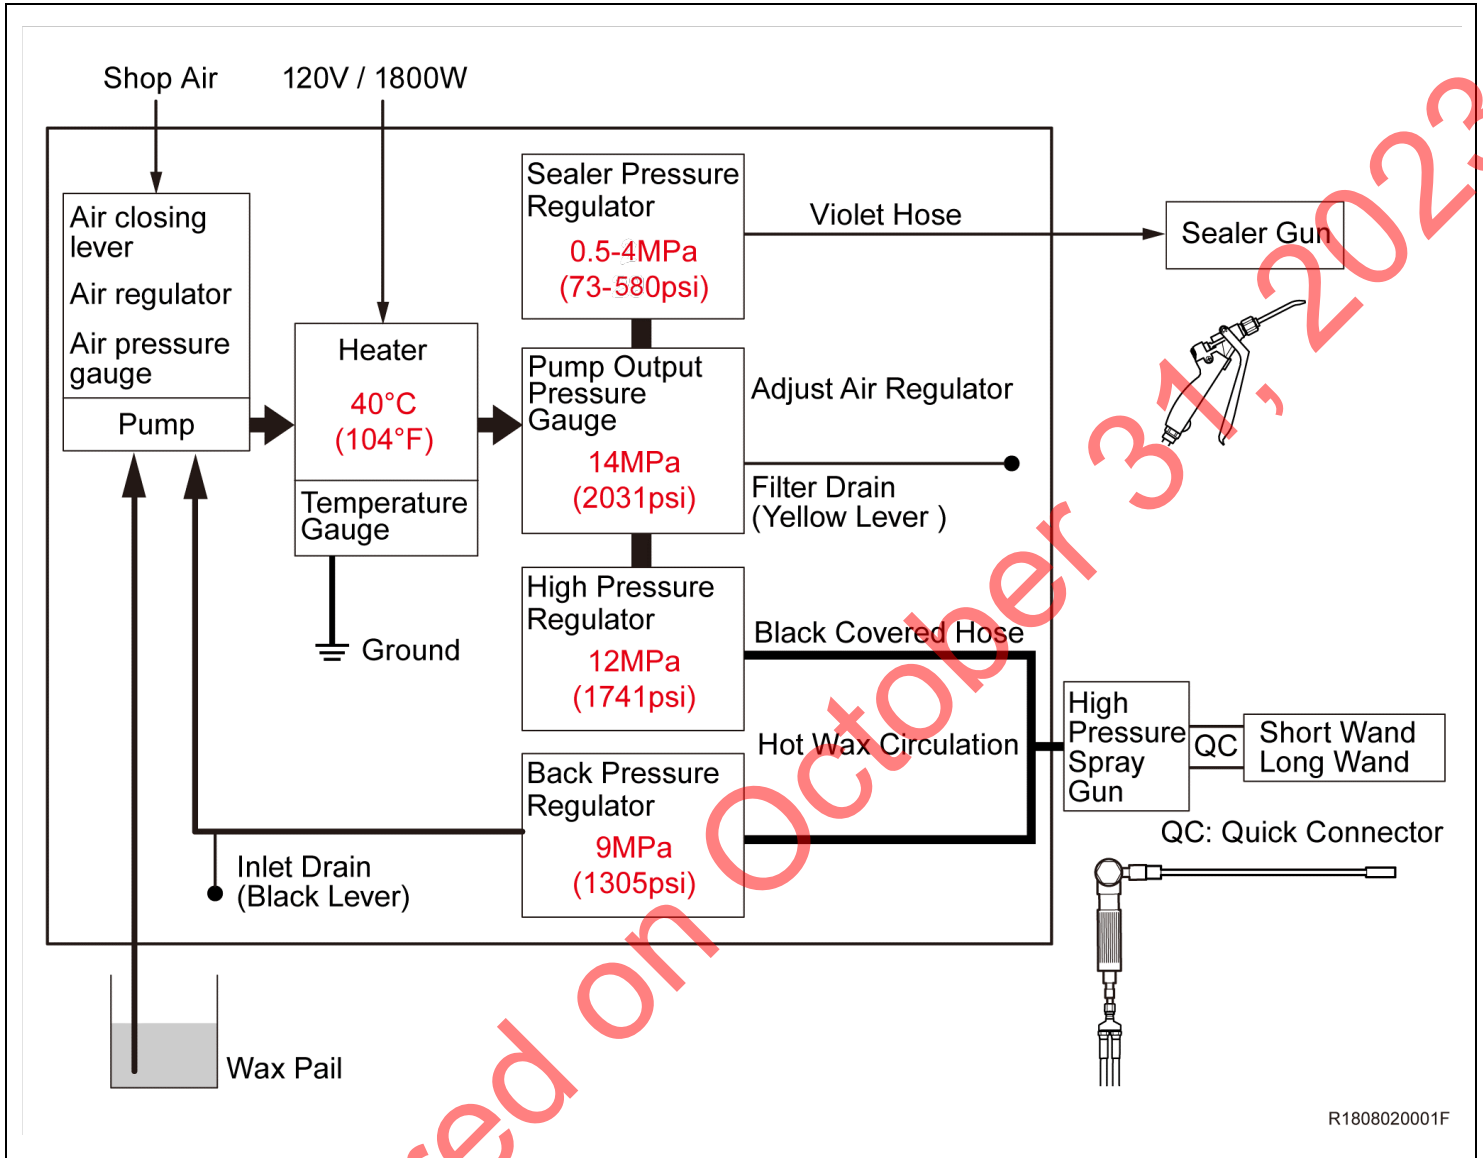 Shop Air
120V / 1800W
Air closing
lever
Air regulator
Air pressure
gauge
Pump
Heater
40°C
(104°F)
Temperature
Gauge
Ground
Sealer Pressure
Regulator
0.5-4MPa
(73-580psi)
Violet Hose
Sealer Gun
Pump Output
Pressure
Gauge
14MPa
(2031psi)
Adjust Air Regulator
Filter Drain
(Yellow Lever )
High Pressure
Regulator
12MPa
(1741psi)
Black Covered Hose
Hot Wax Circulation
High
Pressure
Spray
Gun
QC
Short Wand
Long Wand
QC: Quick Connector
Back Pressure
Regulator
9MPa
(1305psi)
Inlet Drain
(Black Lever)
Wax Pail
R1808020001F
red on October 31, 2023